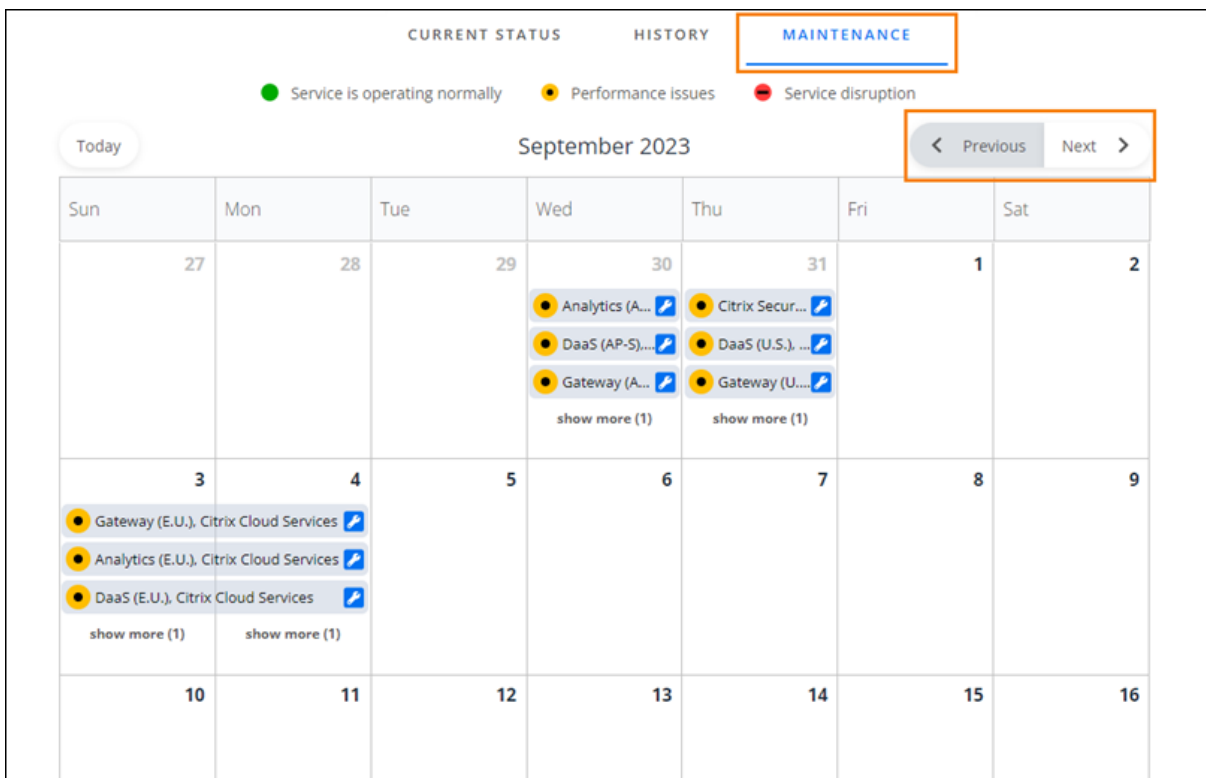 CURRENT STATUS HISTORY MAINTENANCE
Service is operating normally Performance issues Service disruption
Today September 2023 Previous Next
Sun Mon Tue Wed Thu Fri Sat
27 28 29 30 31 1 2
Analytics (A... Citrix Secur...
DaaS (AP-S),... DaaS (U.S.), ...
Gateway (A... Gateway (U....
show more (1) show more (1)
3 4 5 6 7 8 9
Gateway (E.U.), Citrix Cloud Services
Analytics (E.U.), Citrix Cloud Services
DaaS (E.U.), Citrix Cloud Services
show more (1) show more (1)
10 11 12 13 14 15 16